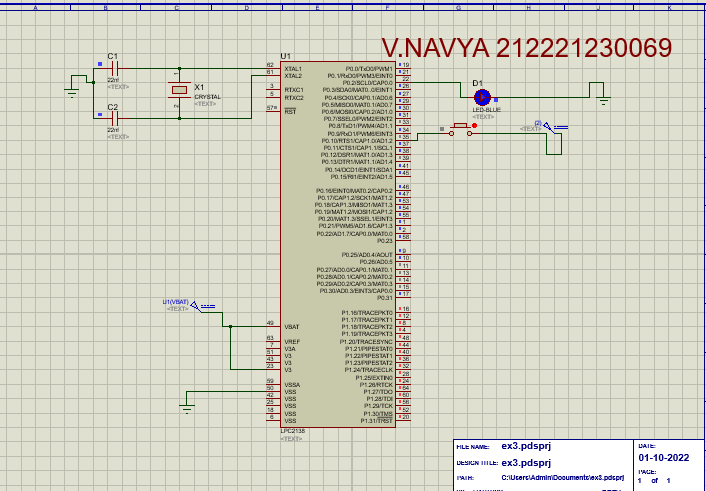 A B C D E F G H J K
V.NAVYA 212221230069
C1
22nf
<TEXT>
X1
CRYSTAL
<TEXT>
C2
22nf
<TEXT>
U1
62 XTAL1
61 XTAL2
3 RTXC1
5 RTXC2
57 RST
49 VBAT
63 VREF
7 V3A
51 V3
43 V3
23 V3
59 VSSA
50 VSS
42 VSS
25 VSS
18 VSS
6 VSS
P0.0/TxD0/PWM1 19
P0.1/RxD0/PWM3/EINT0 21
P0.2/SCL0/CAP0.0 22
P0.3/SDA0/MAT0.0/EINT1 26
P0.4/SCK0/CAP0.1/AD0.6 27
P0.5/MISO0/MAT0.1/AD0.7 29
P0.6/MOSI0/CAP0.2/AD1.0 30
P0.7/SSEL0/PWM2/EINT2 31
P0.8/TxD1/PWM4/AD1.1 33
P0.9/RxD1/PWM6/EINT3 34
P0.10/RTS1/CAP1.0/AD1.2 35
P0.11/CTS1/CAP1.1/SCL1 37
P0.12/DSR1/MAT1.0/AD1.3 38
P0.13/DTR1/MAT1.1/AD1.4 39
P0.14/DCD1/EINT1/SDA1 41
P0.15/RI1/EINT2/AD1.5 45
P0.16/EINT0/MAT0.2/CAP0.2 46
P0.17/CAP1.2/SCK1/MAT1.2 47
P0.18/CAP1.3/MISO1/MAT1.3 53
P0.19/MAT1.2/MOSI1/CAP1.2 54
P0.20/MAT1.3/SSEL1/EINT3 55
P0.21/PWM5/AD1.6/CAP1.3 1
P0.22/AD1.7/CAP0.0/MAT0.0 2
P0.23 58
P0.25/AD0.4/AOUT 9
P0.26/AD0.5 10
P0.27/AD0.0/CAP0.1/MAT0.1 11
P0.28/AD0.1/CAP0.2/MAT0.2 13
P0.29/AD0.2/CAP0.3/MAT0.3 14
P0.30/AD0.3/EINT3/CAP0.0 15
P0.31 17
P1.16/TRACEPKT0 16
P1.17/TRACEPKT1 12
P1.18/TRACEPKT2 8
P1.19/TRACEPKT3 4
P1.20/TRACESYNC 48
P1.21/PIPESTAT0 44
P1.22/PIPESTAT1 40
P1.23/PIPESTAT2 36
P1.24/TRACECLK 32
P1.25/EXTIN0 28
P1.26/RTCK 24
P1.27/TDO 64
P1.28/TDI 60
P1.29/TCK 56
P1.30/TMS 52
P1.31/TRST 20
LPC2138
<TEXT>
D1
LED-BLUE
<TEXT>
(2)
<TEXT>
U1(VBAT)
<TEXT>
FILE NAME: ex3.pdsprj
DESIGN TITLE: ex3.pdsprj
PATH: C:\Users\Admin\Documents\ex3.pdsprj
DATE:
01-10-2022
PAGE:
1 of 1